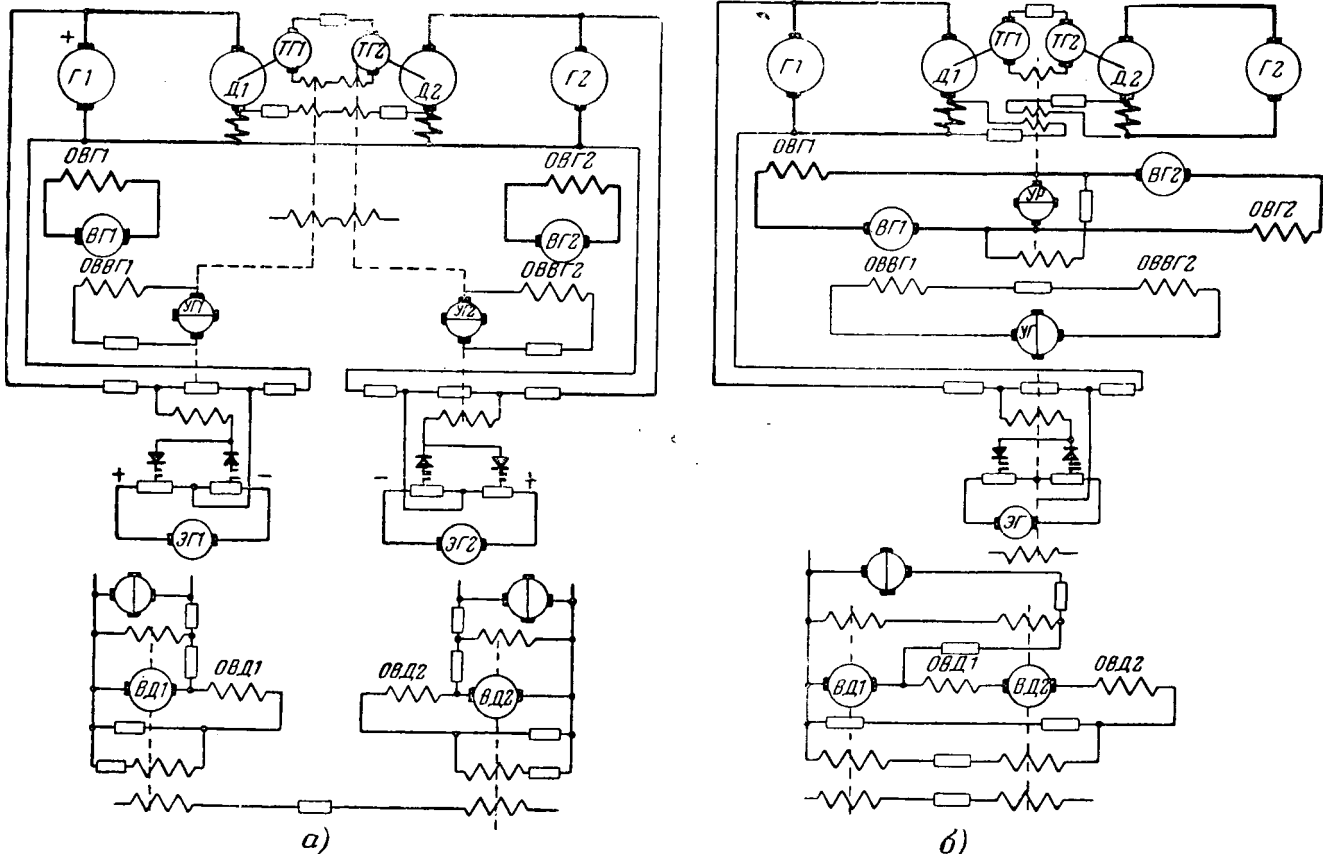 +
Г1
Д1
ТГ1
ТГ2
Д2
Г2
ОВГ1
ВГ1
ОВГ2
ВГ2
ОВВГ1
УГ1
ОВВГ2
УГ2
+
-
ЭГ1
-
+
ЭГ2
ВД1
ОВД1
ОВД2
ВД2
а)
Г1
Д1
ТГ1
ТГ2
Д2
Г2
ОВГ1
ВГ2
УР
ВГ1
ОВГ2
ОВВГ1
ОВВГ2
УГ
ЭГ
ВД1
ОВД1
ВД2
ОВД2
б)